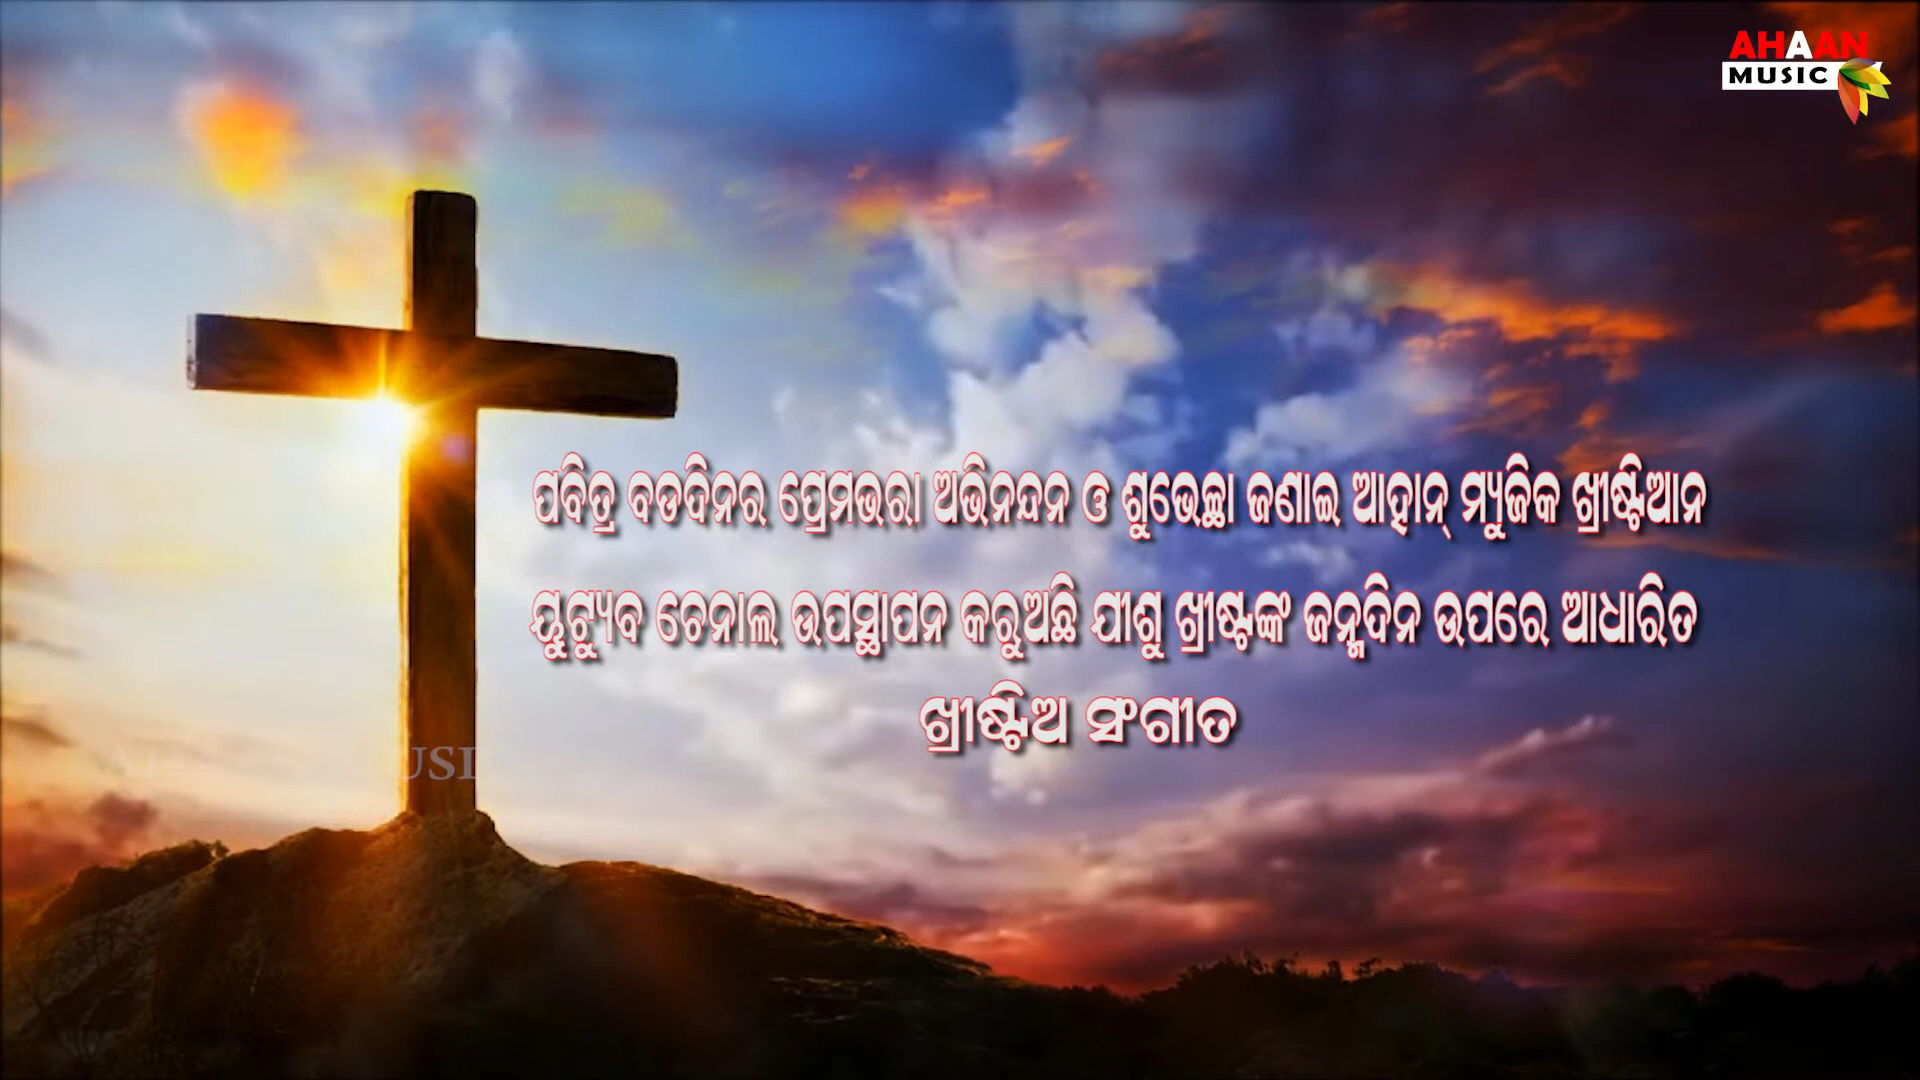 AHAAN
MUSIC
ପବିତ୍ର ବଡଦିନର ପ୍ରେମଭରା ଅଭିନନ୍ଦନ ଓ ଶୁଭେଚ୍ଛା ଜଣାଇ ଆହାନ୍ ମ୍ୟୁଜିକ ଖ୍ରୀଷ୍ଟିଆନ
ୟୁଟ୍ୟୁବ ଚେନାଲ ଉପସ୍ଥାପନ କରୁଅଛି ଯୀଶୁ ଖ୍ରୀଷ୍ଟଙ୍କ ଜନ୍ମଦିନ ଉପରେ ଆଧାରିତ
ଖ୍ରୀଷ୍ଟିଅ ସଂଗୀତ